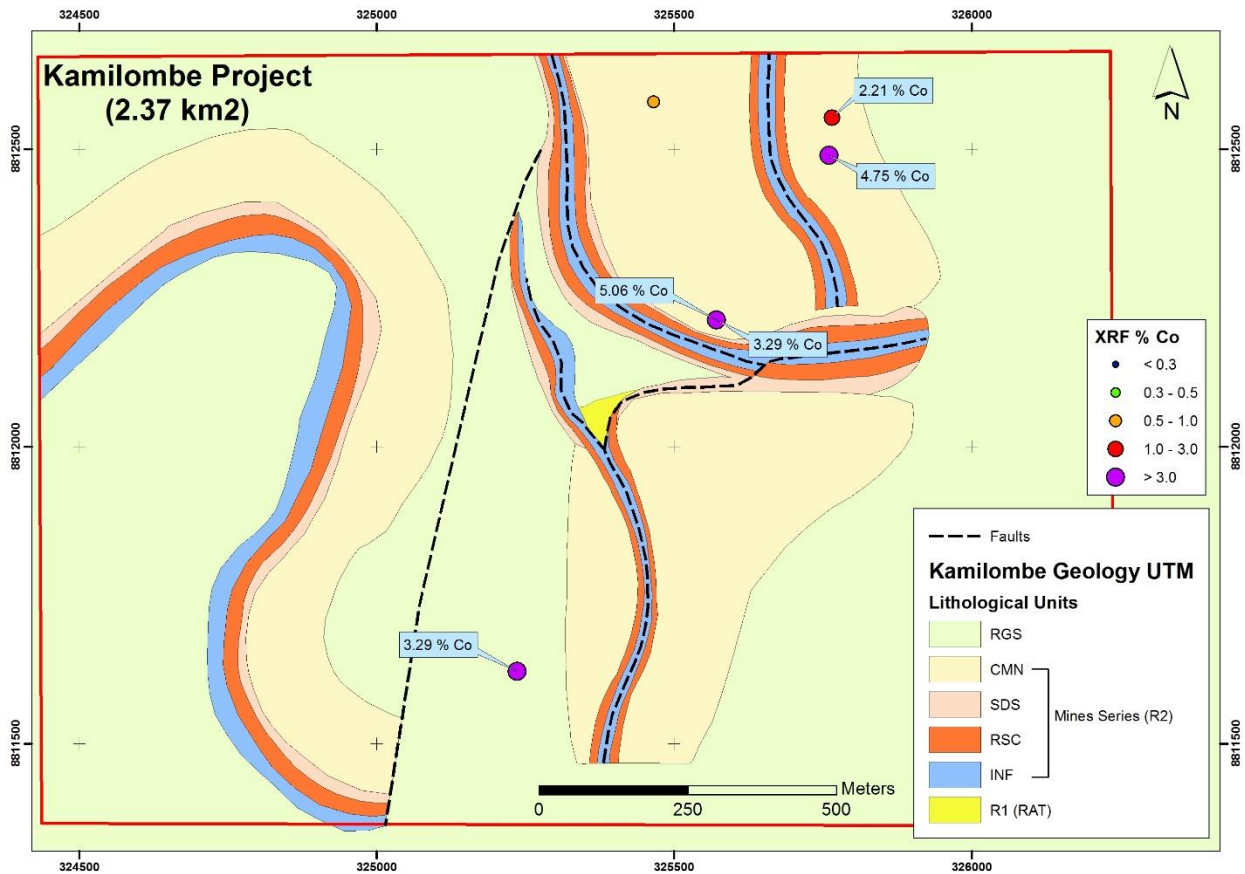 324500
325000
325500
326000
Kamilombe Project
(2.37 km2)
N
2.21 % Co
4.75 % Co
5.06 % Co
3.29 % Co
3.29 % Co
8812500
8812000
8811500
8812500
8812000
8811500
XRF % Co
< 0.3
0.3 - 0.5
0.5 - 1.0
1.0 - 3.0
> 3.0
Faults
Kamilombe Geology UTM
Lithological Units
RGS
CMN
SDS
RSC
INF
R1 (RAT)
Mines Series (R2)
Meters
0 250 500
324500
325000
325500
326000